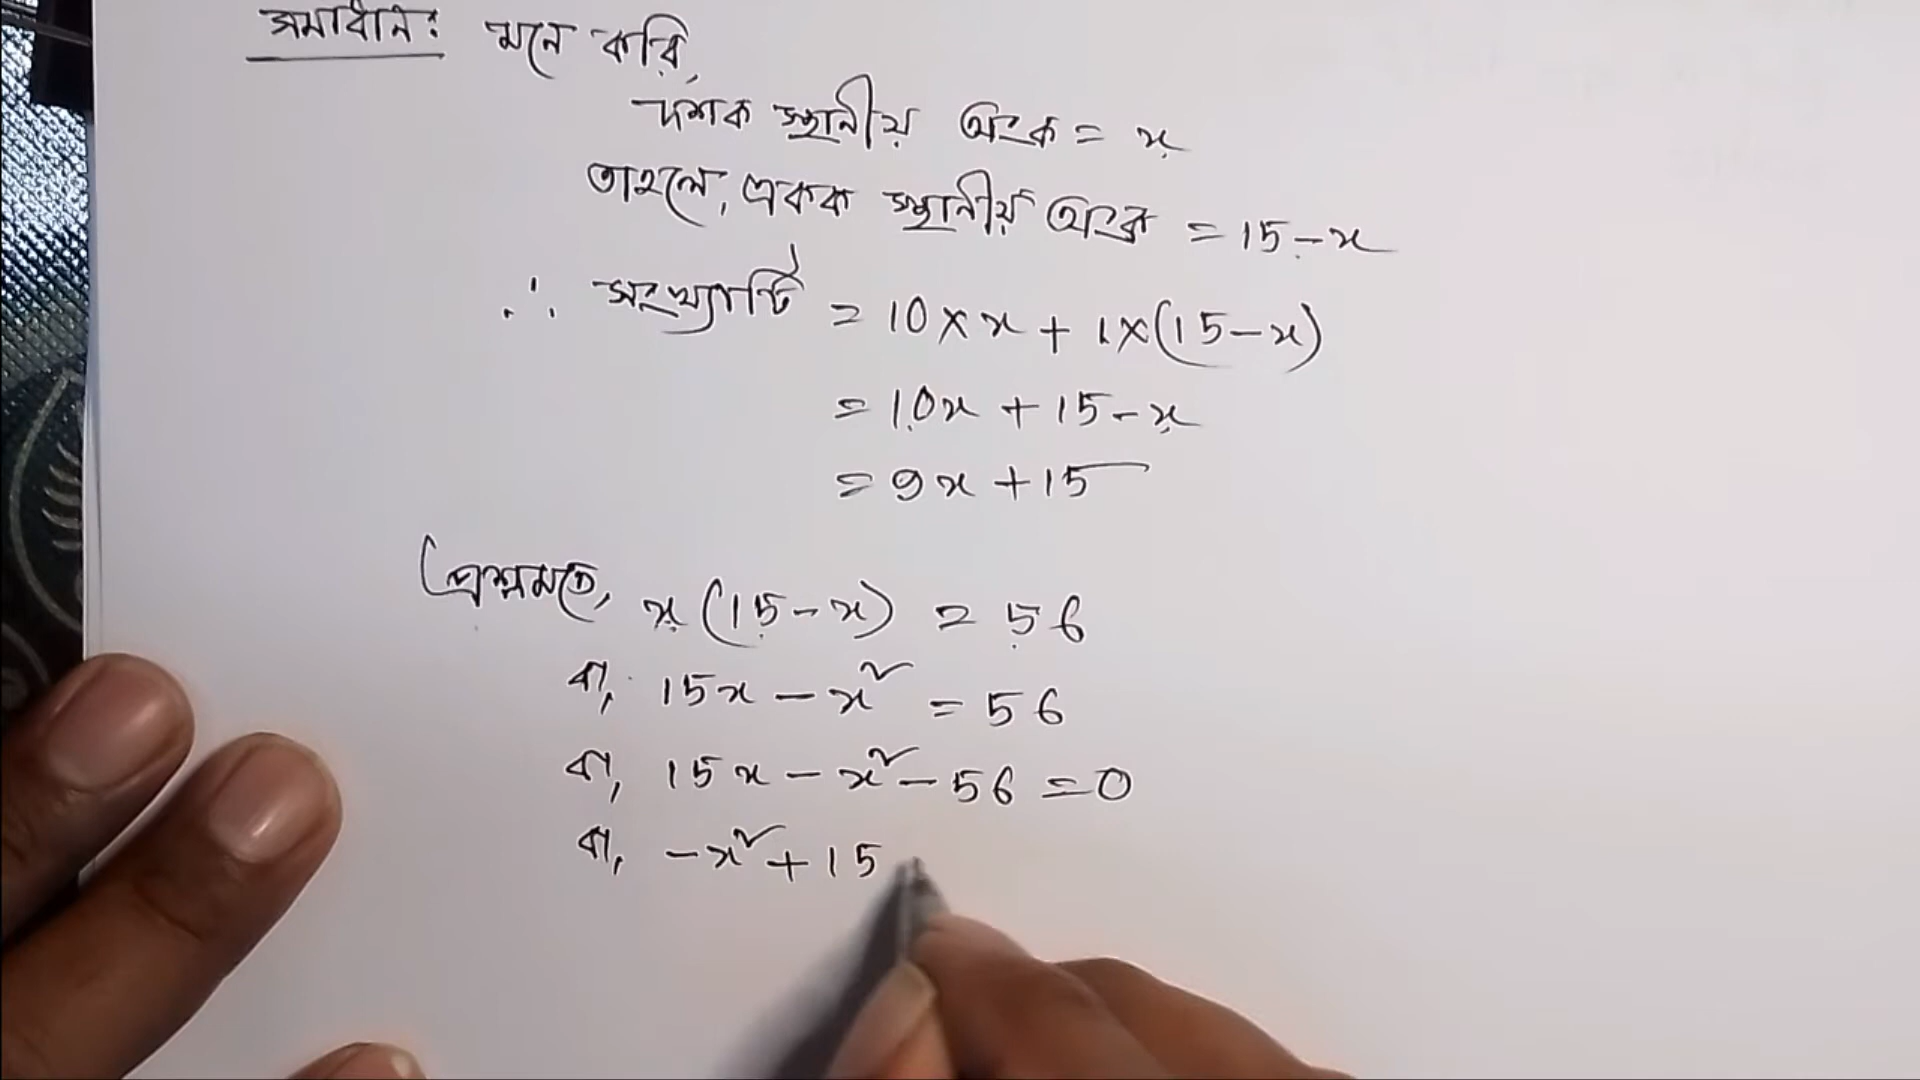 সমাধান: মনে করি,
দশক স্থানীয় অংক = x
তাহলে, একক স্থানীয় অংক = 15 - x
∴ সংখ্যাটি = 10 × x + 1 × (15 - x)
= 10x + 15 - x
= 9x + 15
প্রশ্নমতে, x (15 - x) = 56
বা, 15x - x² = 56
বা, 15x - x² - 56 = 0
বা, -x² + 15